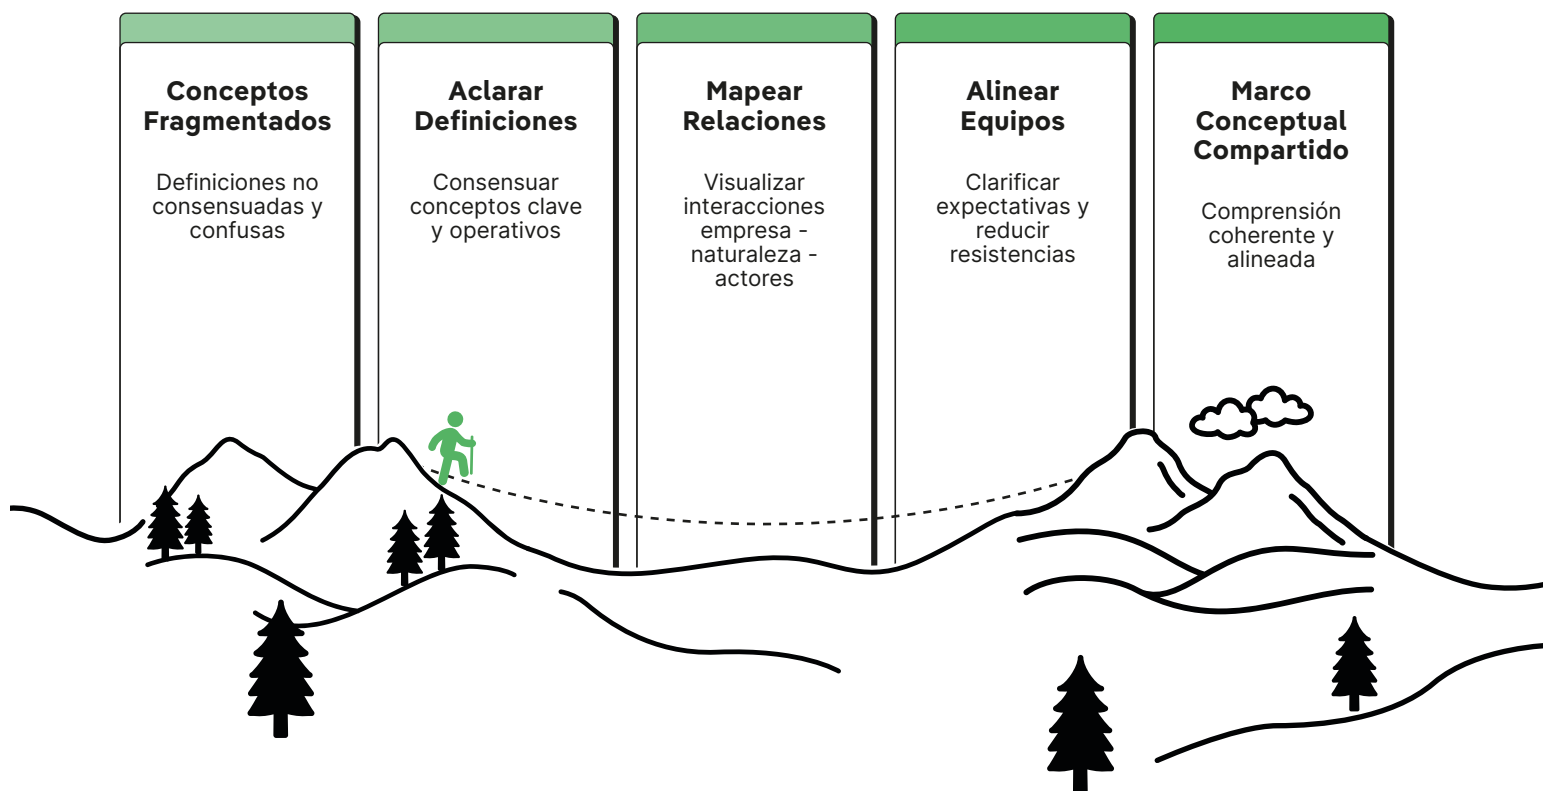 Conceptos
Fragmentados
Definiciones no
consensuadas y
confusas
Aclarar
Definiciones
Consensuar
conceptos clave
y operativos
Mapear
Relaciones
Visualizar
interacciones
empresa -
naturaleza -
actores
Alinear
Equipos
Clarificar
expectativas y
reducir
resistencias
Marco
Conceptual
Compartido
Comprensión
coherente y
alineada